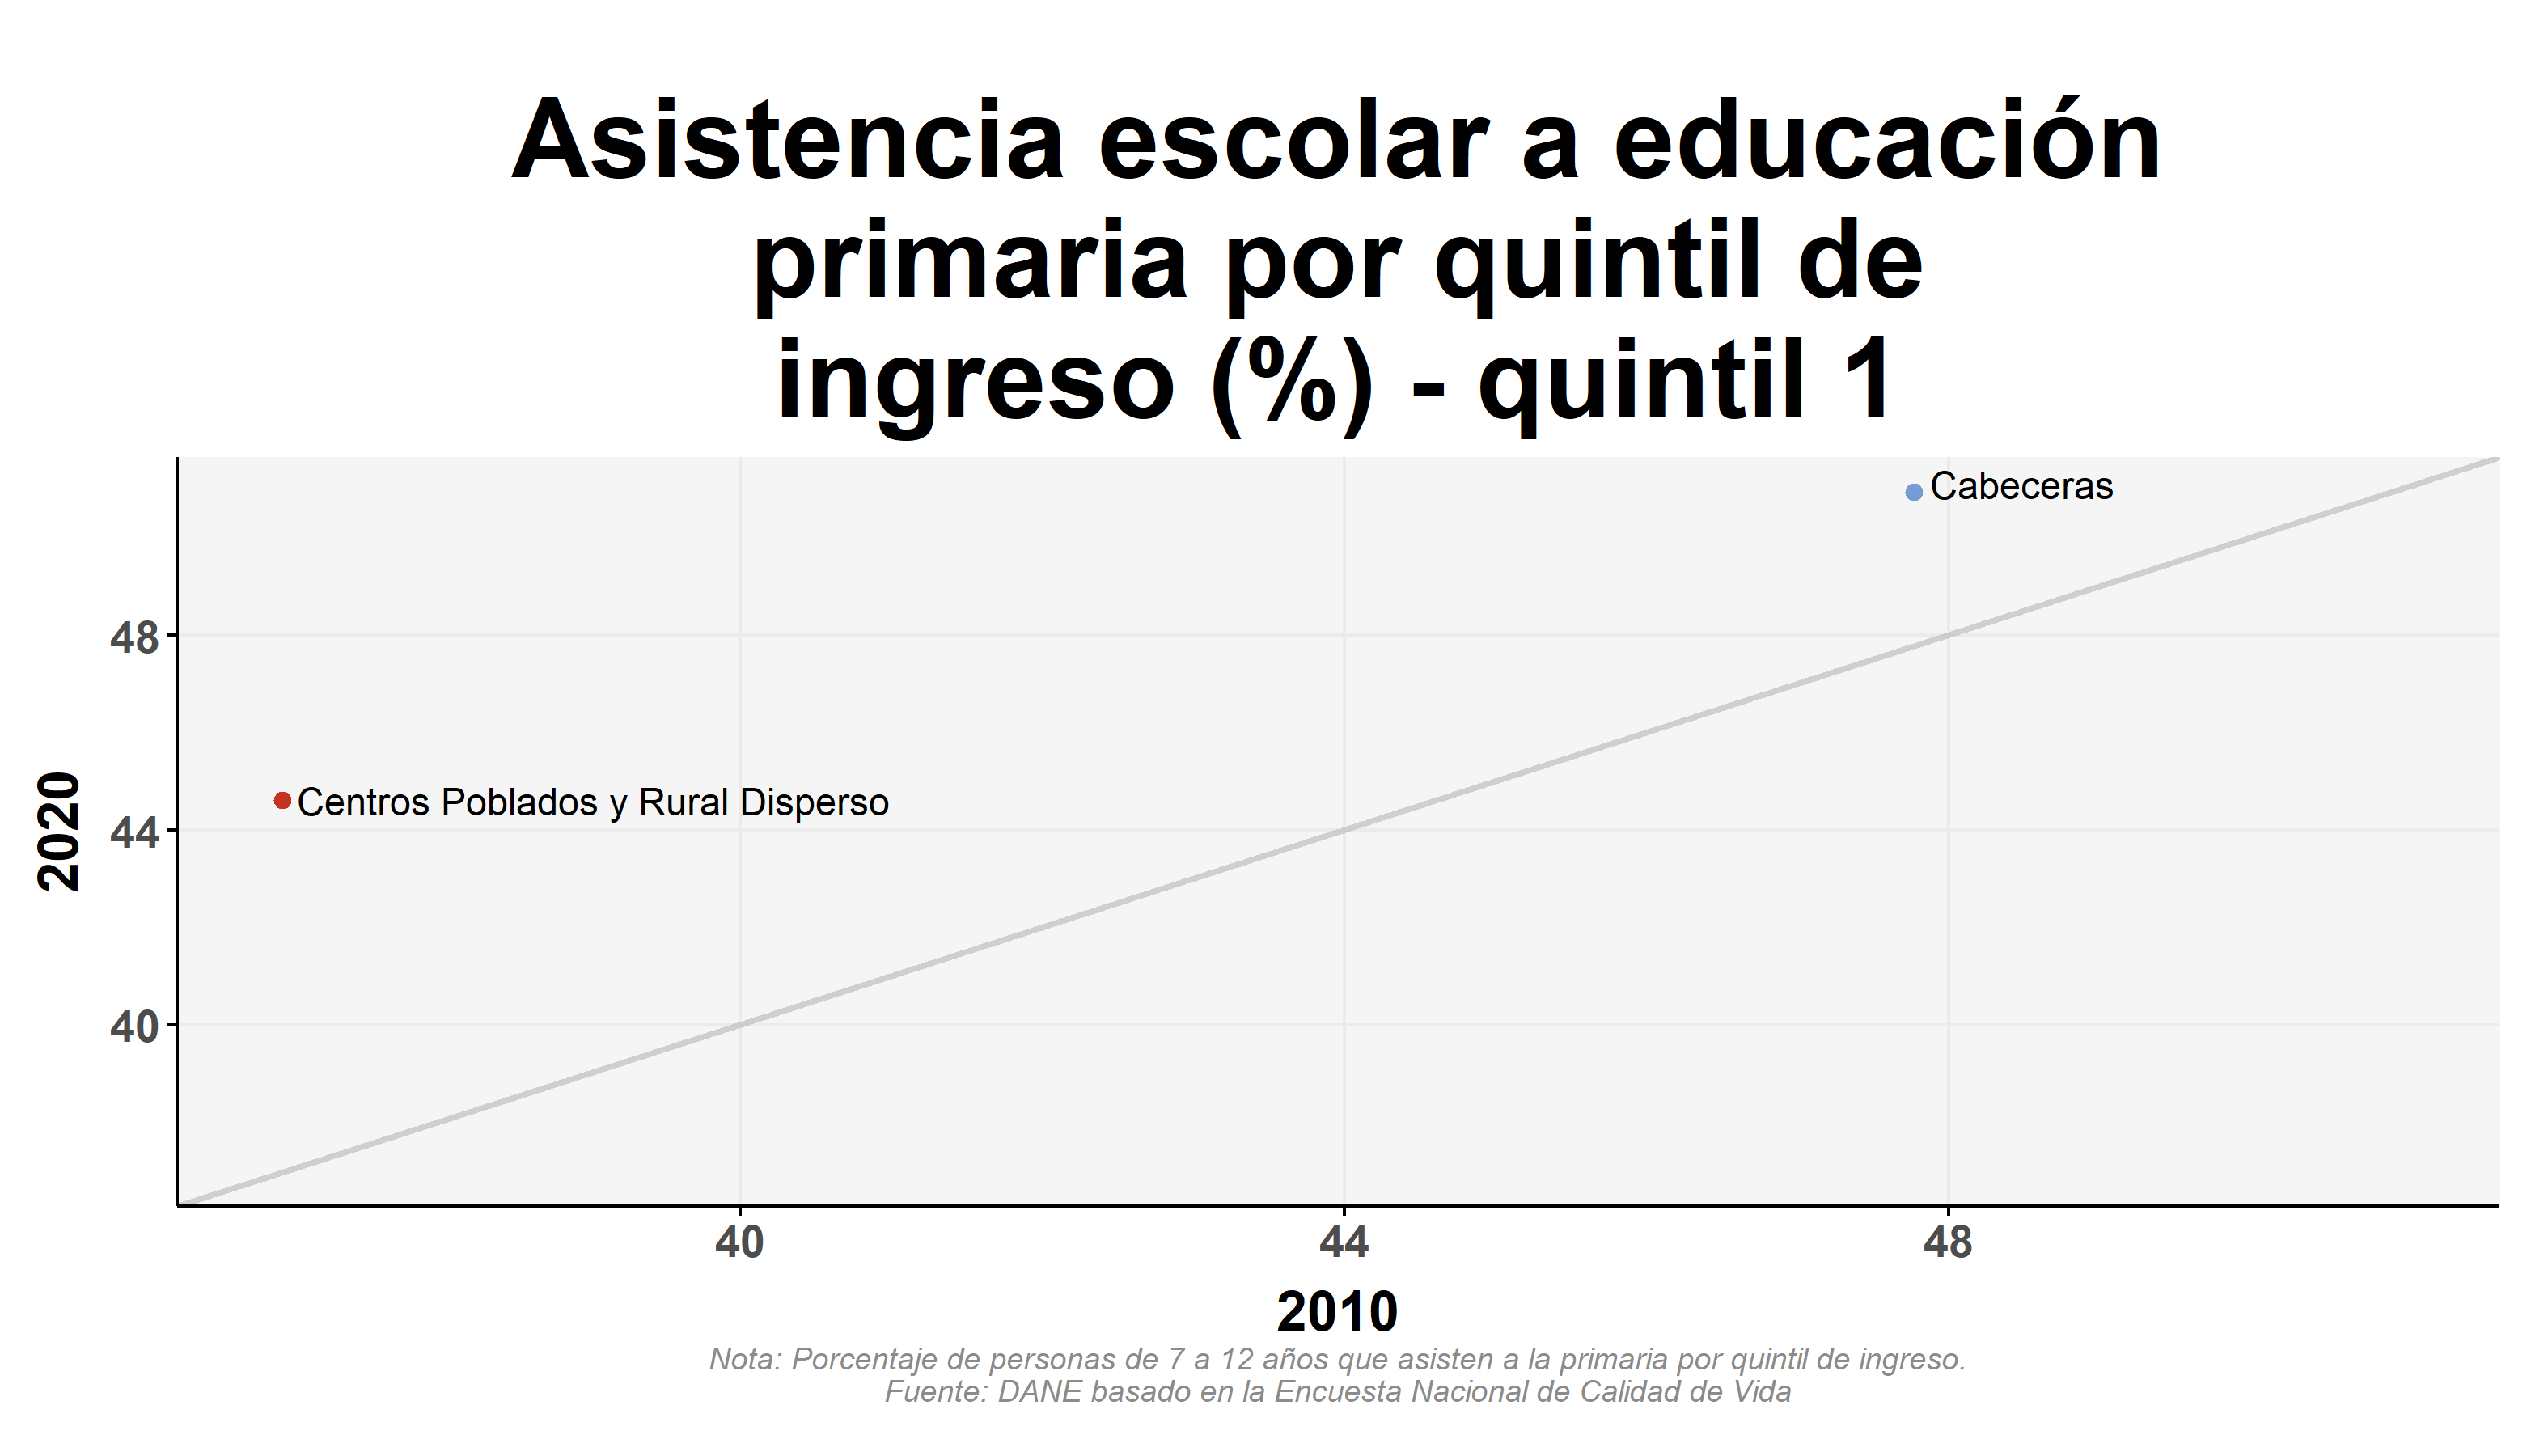 Asistencia escolar a educación
primaria por quintil de
ingreso (%) - quintil 1
Cabeceras
48
Centros Poblados y Rural Disperso
44
2020
40
40 44 48
2010
Nota: Porcentaje de personas de 7 a 12 años que asisten a la primaria por quintil de ingreso.
Fuente: DANE basado en la Encuesta Nacional de Calidad de Vida